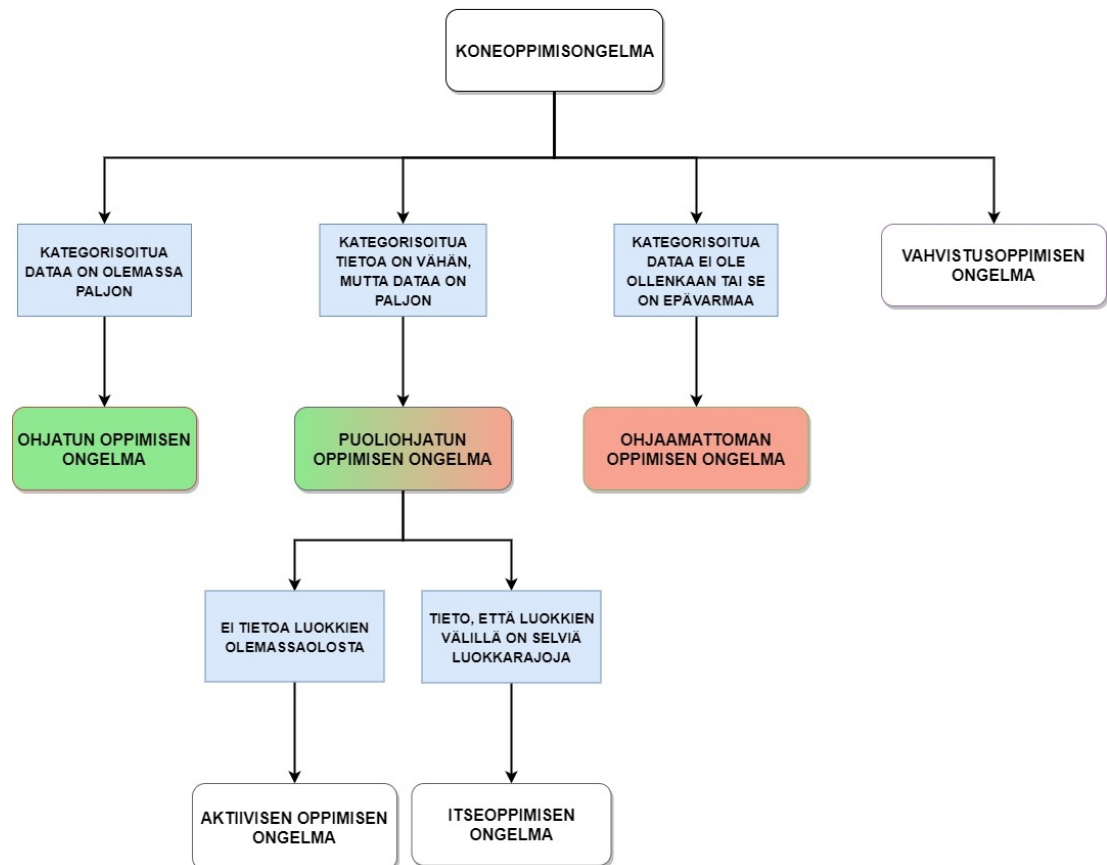 KONEOPPIMISONGELMA
KATEGORISOITUA
DATAA ON OLEMASSA
PALJON
KATEGORISOITUA
TIETOA ON VÄHÄN,
MUTTA DATAA ON
PALJON
KATEGORISOITUA
DATAA EI OLE
OLLENKAAN TAI SE
ON EPÄVARMAA
VAHVISTUSOPPIMISEN
ONGELMA
OHJATUN OPPIMISEN
ONGELMA
PUOLIOHJATUN
OPPIMISEN ONGELMA
OHJAAMATTOMAN
OPPIMISEN ONGELMA
EI TIETOA LUOKKIEN
OLEMASSAOLOSTA
TIETO, ETTÄ LUOKKIEN
VÄLILLÄ ON SELVIÄ
LUOKKARAJOJA
AKTIIVISEN OPPIMISEN
ONGELMA
ITSEOPPIMISEN
ONGELMA